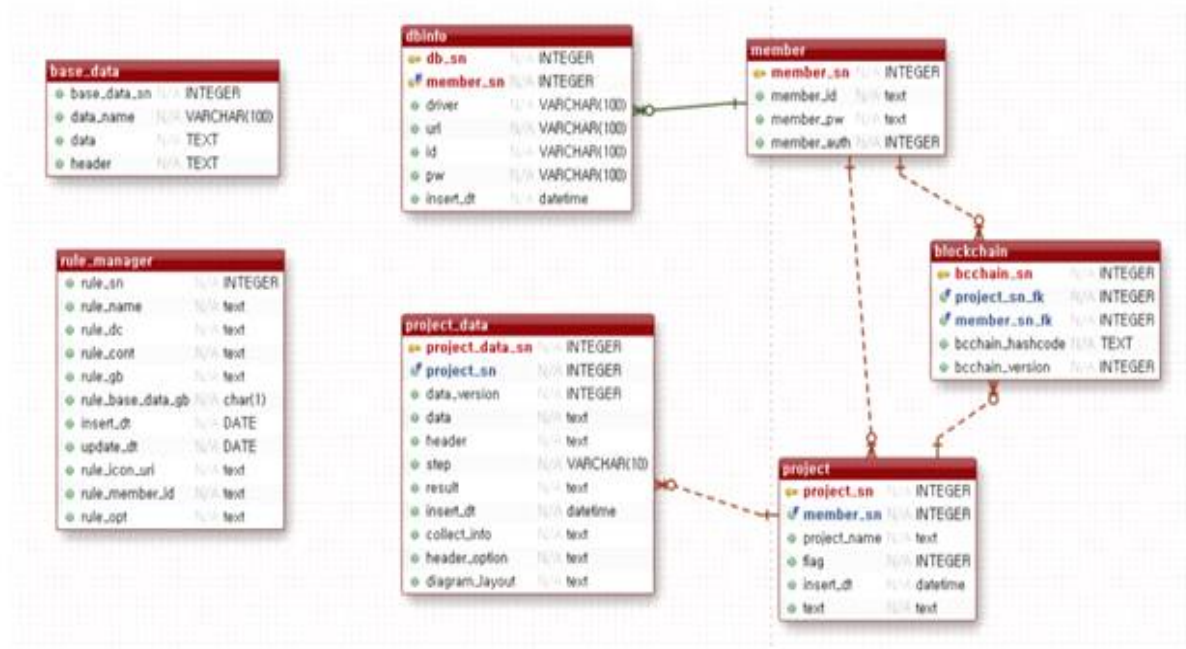 base_data
base_data_sn N/A INTEGER
data_name N/A VARCHAR(100)
data N/A TEXT
header N/A TEXT
dbinfo
db_sn N/A INTEGER
member_sn N/A INTEGER
driver N/A VARCHAR(100)
url N/A VARCHAR(100)
id N/A VARCHAR(100)
pw N/A VARCHAR(100)
insert_dt N/A datetime
member
member_sn N/A INTEGER
member_id N/A text
member_pw N/A text
member_auth N/A INTEGER
rule_manager
rule_sn N/A INTEGER
rule_name N/A text
rule_dc N/A text
rule_cont N/A text
rule_gb N/A text
rule_base_data_gb N/A char(1)
insert_dt N/A DATE
update_dt N/A DATE
rule_icon_url N/A text
rule_member_id N/A text
rule_opt N/A text
project_data
project_data_sn N/A INTEGER
project_sn N/A INTEGER
data_version N/A INTEGER
data N/A text
header N/A text
step N/A VARCHAR(10)
result N/A text
insert_dt N/A datetime
collect_info N/A text
header_option N/A text
diagram_layout N/A text
blockchain
bcchain_sn N/A INTEGER
project_sn_fk N/A INTEGER
member_sn_fk N/A INTEGER
bcchain_hashcode N/A TEXT
bcchain_version N/A INTEGER
project
project_sn N/A INTEGER
member_sn N/A INTEGER
project_name N/A text
flag N/A INTEGER
insert_dt N/A datetime
text N/A text